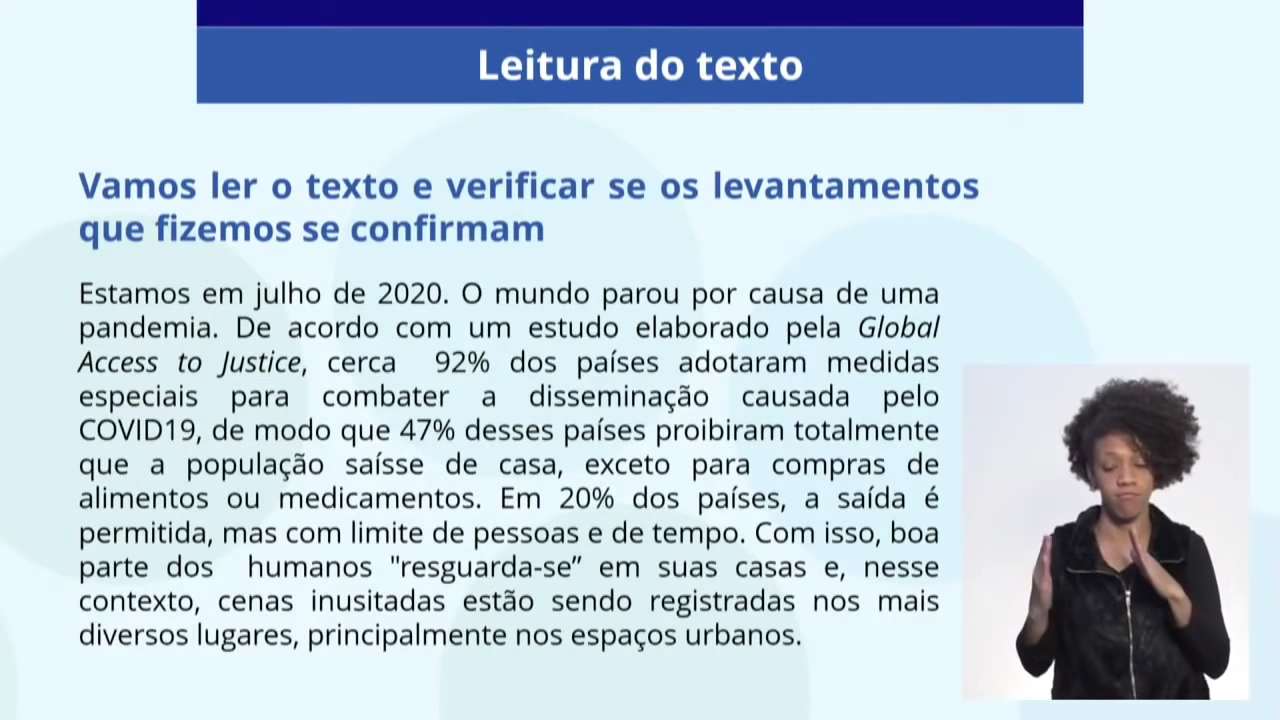 Leitura do texto
Vamos ler o texto e verificar se os levantamentos
que fizemos se confirmam
Estamos em julho de 2020. O mundo parou por causa de uma
pandemia. De acordo com um estudo elaborado pela Global
Access to Justice, cerca 92% dos países adotaram medidas
especiais para combater a disseminação causada pelo
COVID19, de modo que 47% desses países proibiram totalmente
que a população saísse de casa, exceto para compras de
alimentos ou medicamentos. Em 20% dos países, a saída é
permitida, mas com limite de pessoas e de tempo. Com isso, boa
parte dos humanos "resguarda-se” em suas casas e, nesse
contexto, cenas inusitadas estão sendo registradas nos mais
diversos lugares, principalmente nos espaços urbanos.